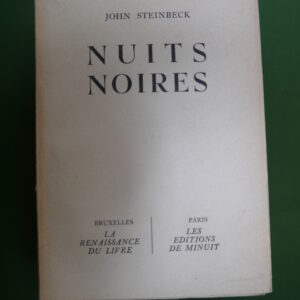 JOHN STEINBECK
NUITS
NOIRES
BRUXELLES
LA
RENAISSANCE
DU LIVRE
PARIS
LES
EDITIONS
DE MINUIT